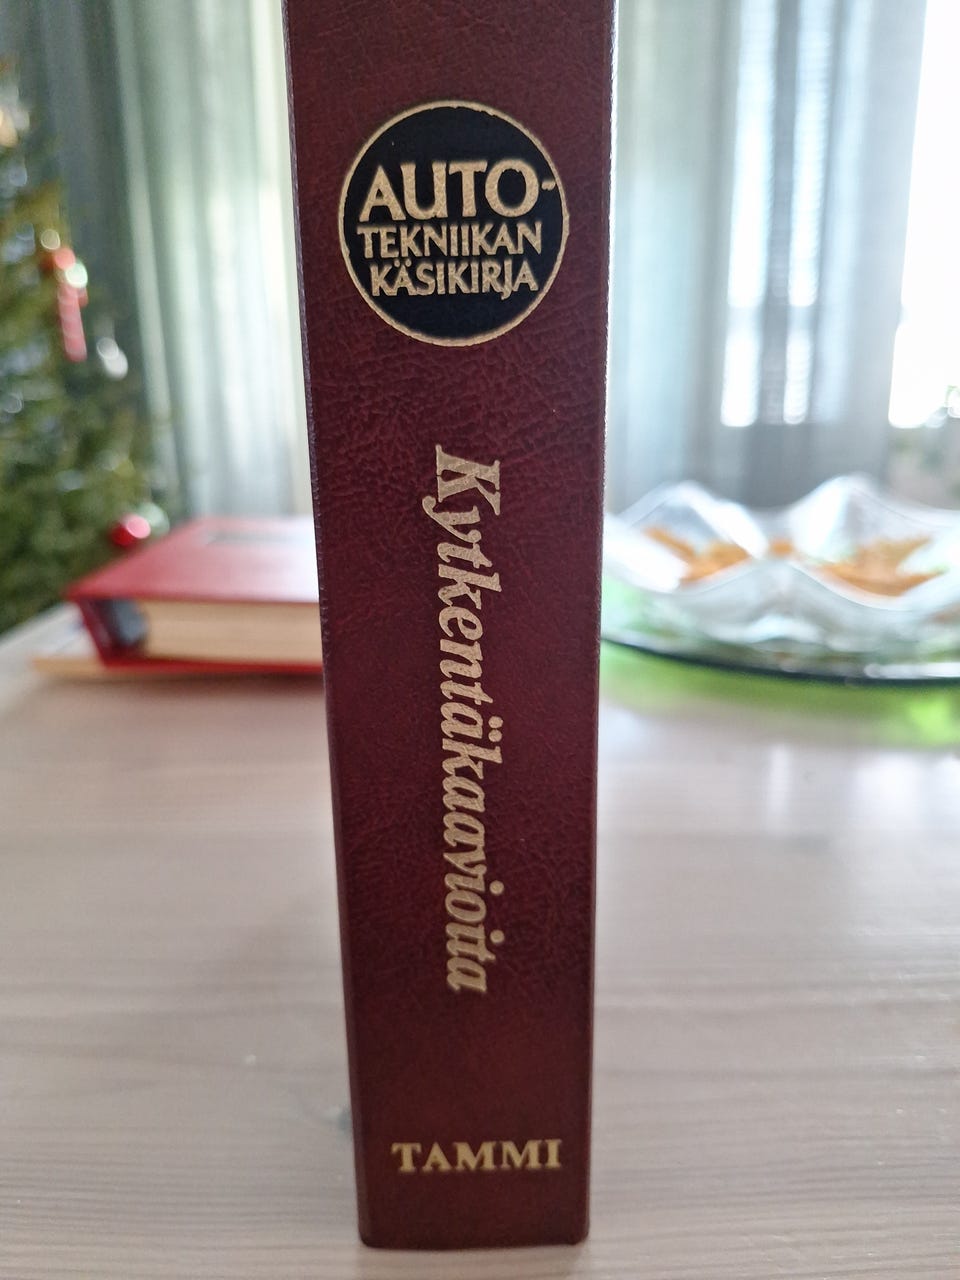 AUTO-
TEKNIIKAN
KÄSIKIRJA
Kytkentäkaavioita
TAMMI